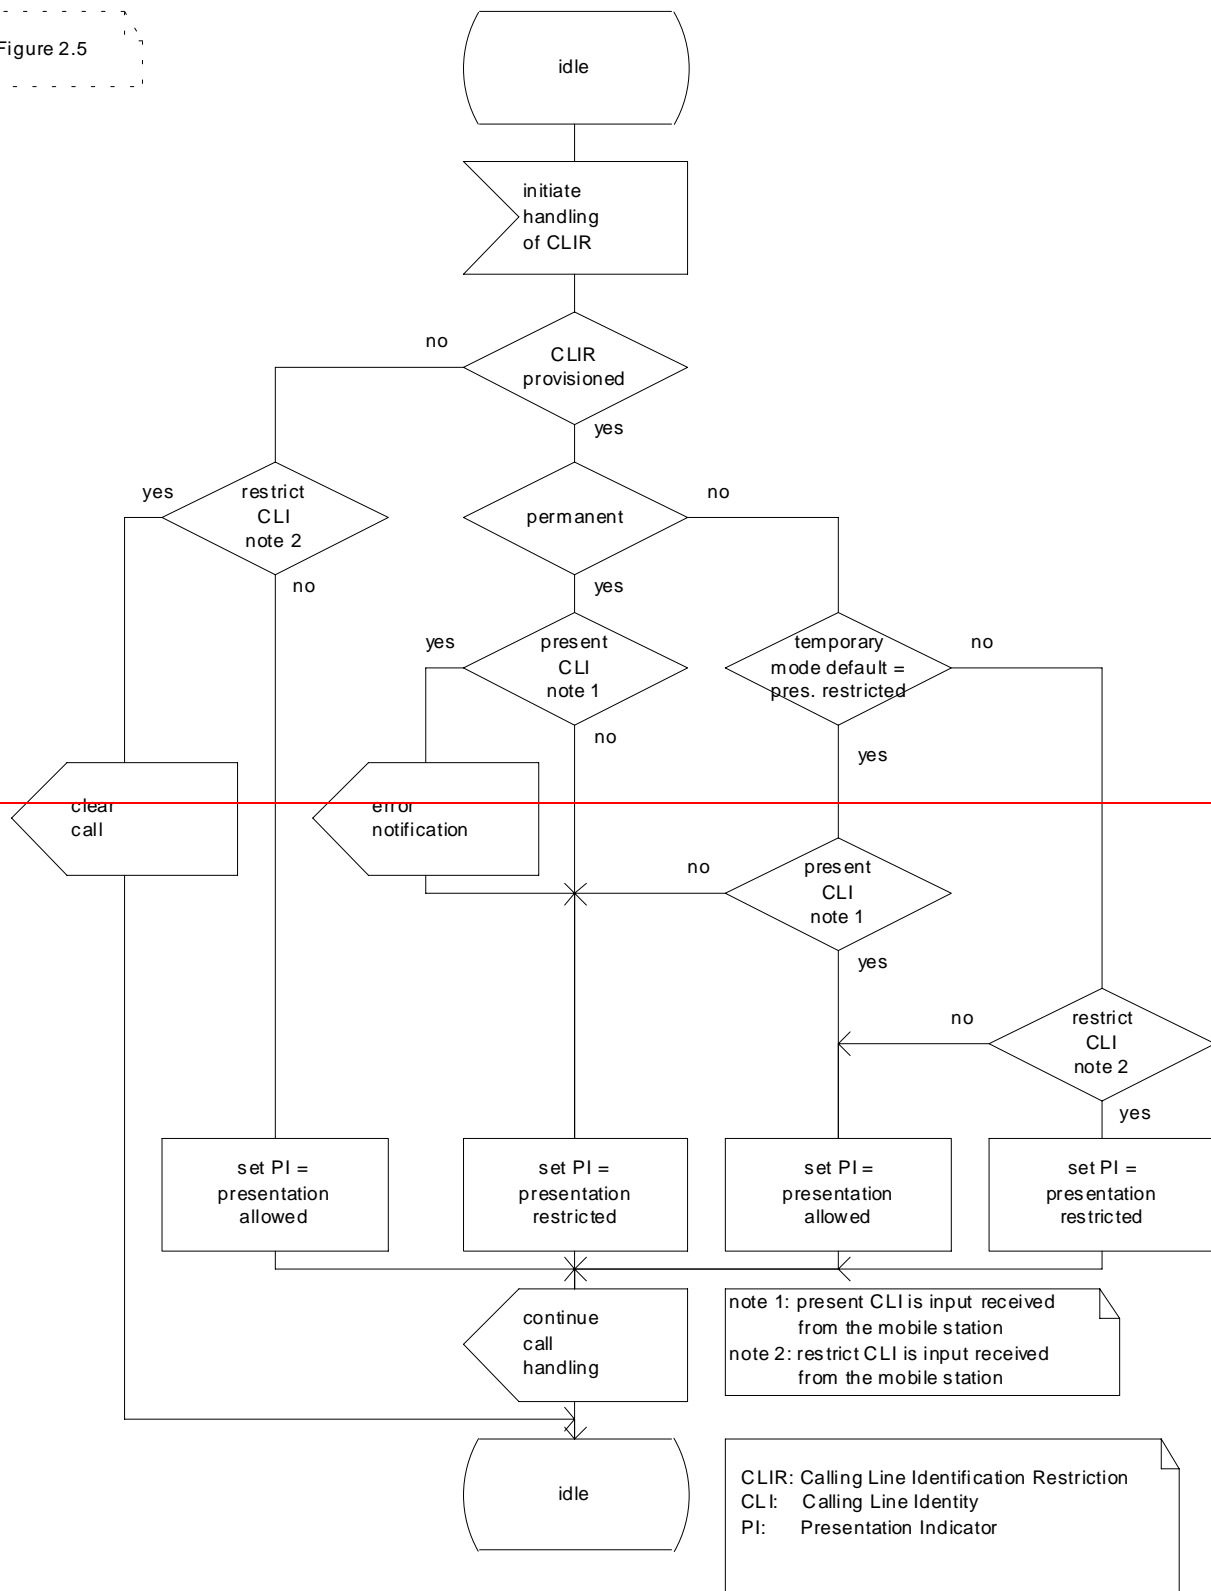 Figure 2.5
idle
initiate
handling
of CLIR
no
CLIR
provisioned
yes
yes
restrict
CLI
note 2
no
permanent
no
yes
yes
present
CLI
note 1
no
temporary
mode default =
pres. restricted
no
yes
clear
call
error
notification
no
present
CLI
note 1
yes
no
restrict
CLI
note 2
yes
set PI =
presentation
allowed
set PI =
presentation
restricted
set PI =
presentation
allowed
set PI =
presentation
restricted
continue
call
handling
note 1: present CLI is input received
from the mobile station
note 2: restrict CLI is input received
from the mobile station
idle
CLIR: Calling Line Identification Restriction
CLI: Calling Line Identity
PI: Presentation Indicator